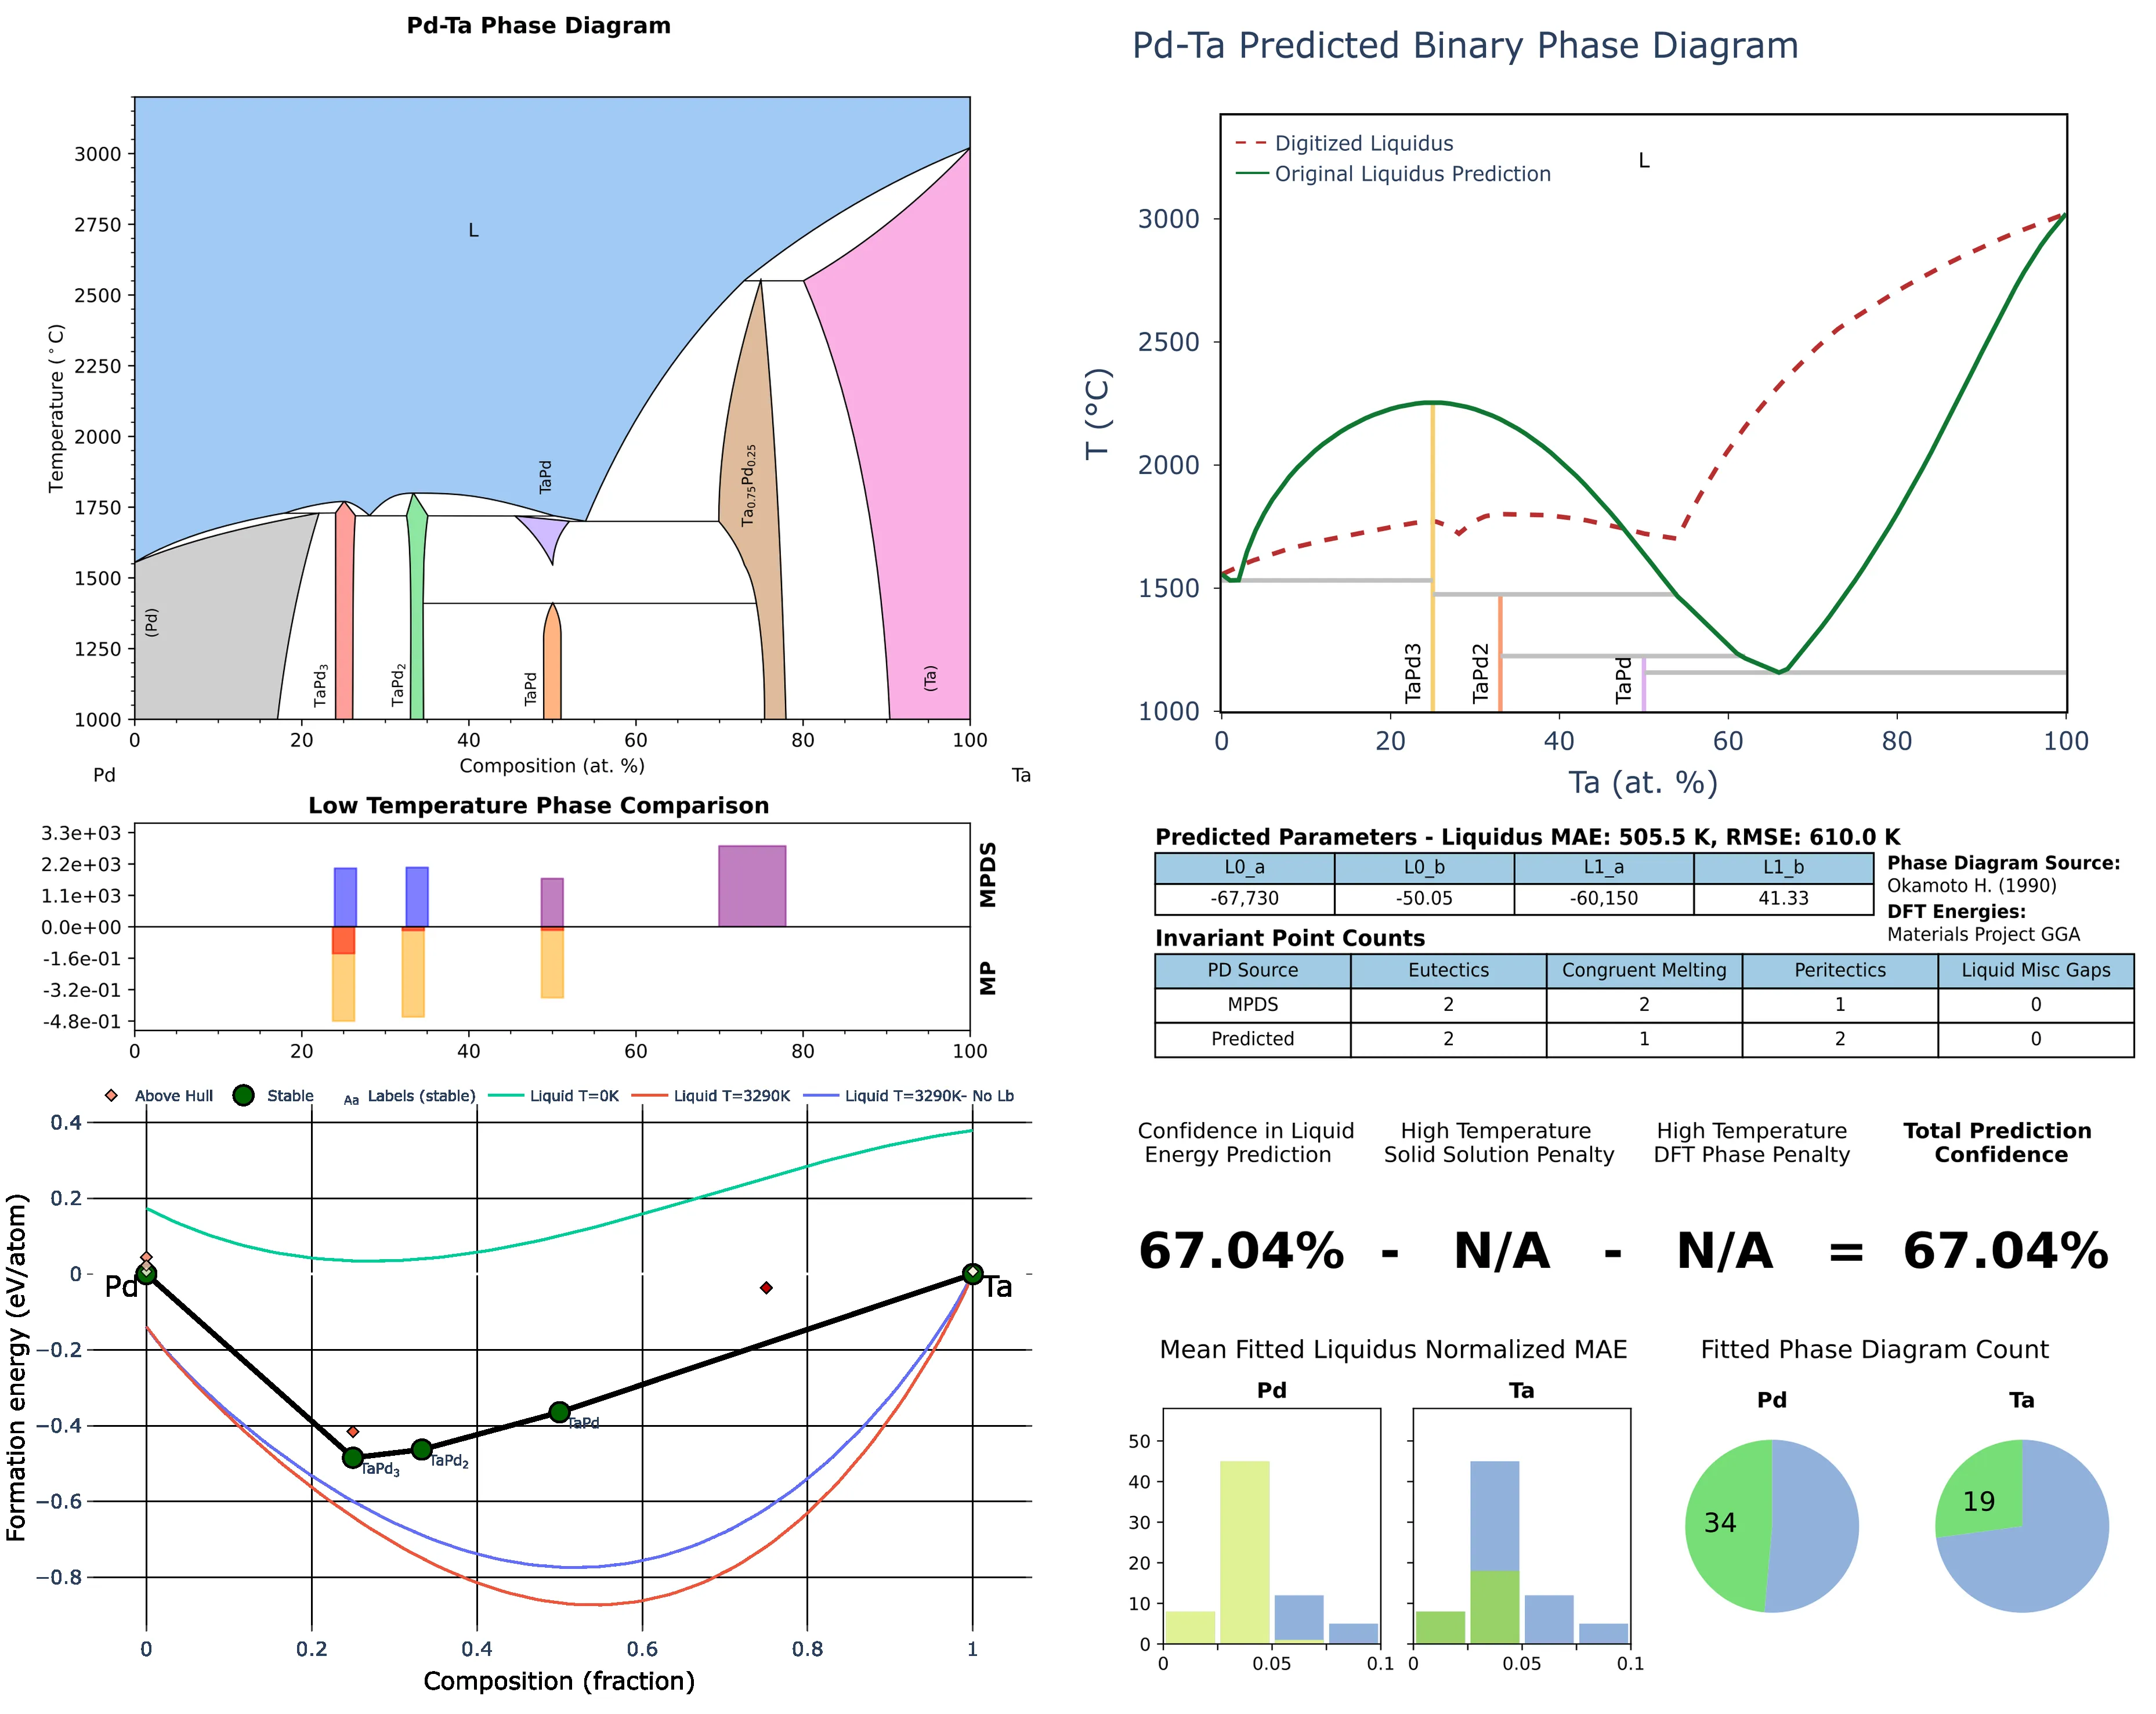 Pd-Ta Phase Diagram
Temperature (°C)
3000
2750
2500
2250
2000
1750
1500
1250
1000
L
TaPd
Ta0.75Pd0.25
(Pd)
TaPd3
TaPd2
TaPd
(Ta)
0 20 40 60 80 100
Composition (at. %)
Pd Ta
Low Temperature Phase Comparison
3.3e+03
2.2e+03
1.1e+03
0.0e+00
-1.6e-01
-3.2e-01
-4.8e-01
MPDS
MP
0 20 40 60 80 100
Above Hull Stable Aa Labels (stable) Liquid T=0K Liquid T=3290K Liquid T=3290K- No Lb
Formation energy (eV/atom)
0.4
0.2
0
−0.2
−0.4
−0.6
−0.8
Pd
Ta
TaPd
TaPd3
TaPd2
0 0.2 0.4 0.6 0.8 1
Composition (fraction)
Pd-Ta Predicted Binary Phase Diagram
Digitized Liquidus
Original Liquidus Prediction
L
T (°C)
3000
2500
2000
1500
1000
TaPd3
TaPd2
TaPd
0 20 40 60 80 100
Ta (at. %)
Predicted Parameters - Liquidus MAE: 505.5 K, RMSE: 610.0 K
L0_a L0_b L1_a L1_b
-67,730 -50.05 -60,150 41.33
Phase Diagram Source:
Okamoto H. (1990)
DFT Energies:
Materials Project GGA
Invariant Point Counts
PD Source Eutectics Congruent Melting Peritectics Liquid Misc Gaps
MPDS 2 2 1 0
Predicted 2 1 2 0
Confidence in Liquid
Energy Prediction
High Temperature
Solid Solution Penalty
High Temperature
DFT Phase Penalty
Total Prediction
Confidence
67.04% - N/A - N/A = 67.04%
Mean Fitted Liquidus Normalized MAE
Pd Ta
50
40
30
20
10
0
0 0.05 0.1
0 0.05 0.1
Fitted Phase Diagram Count
Pd Ta
34
19